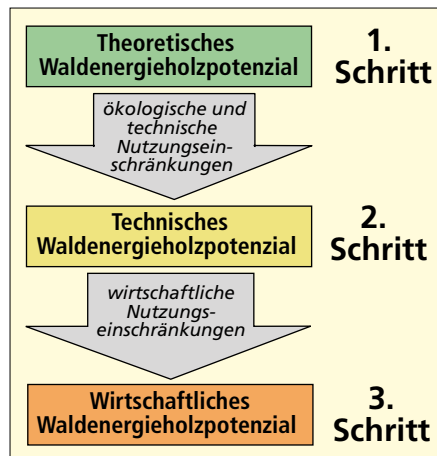 Theoretisches
Waldenergieholzpotenzial
1.
Schritt
ökologische und
technische
Nutzungsein-
schränkungen
Technisches
Waldenergieholzpotenzial
2.
Schritt
wirtschaftliche
Nutzungs-
einschränkungen
Wirtschaftliches
Waldenergieholzpotenzial
3.
Schritt